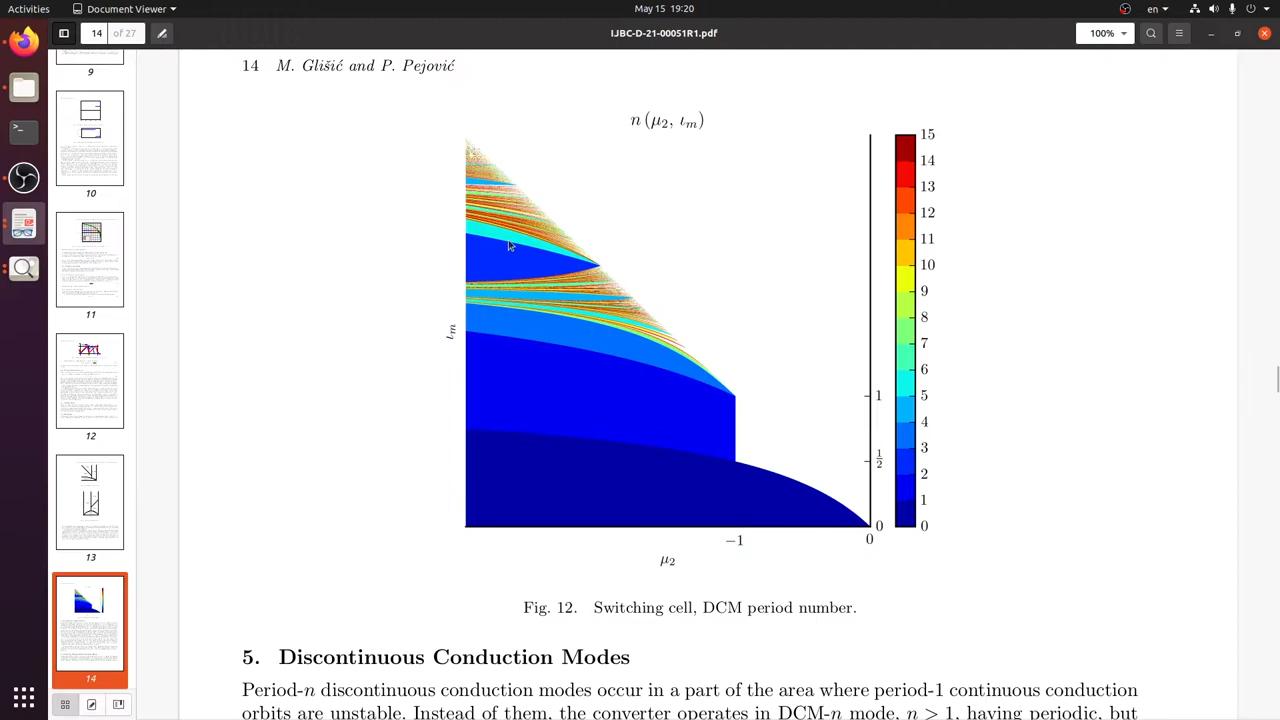 Activities
Document Viewer
May 15 19:20
en
14
of 27
IJBC-D-21-00051R1.pdf
100%
9
10
11
12
13
14
14 M. Glišić and P. Pejović
n (μ₂, ιₘ)
15
14
13
12
11
10
9
8
7
6
5
4
3
2
1
0
ιₘ
1
1/2
0
−1
0
μ₂
Fig. 12. Switching cell, DCM period number.
5. Discontinuous Conduction Modes
Period-n discontinuous conduction modes occur in a part of the area where period-1 continuous conduction
orbits are unstable. Instead of them, the converter operates in DCM-n mode, n > 1, having periodic, but